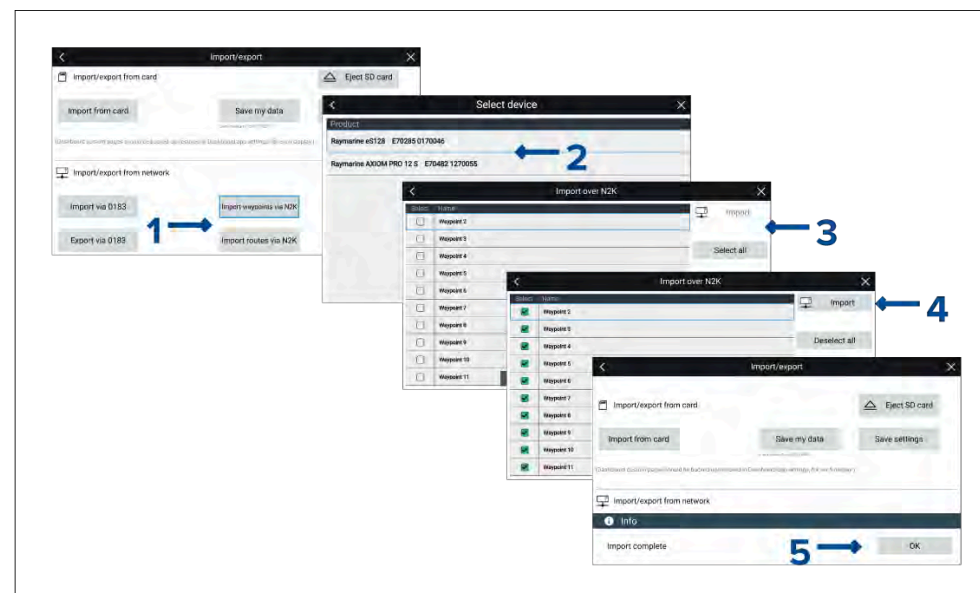 Import/export
Import/export from card
Eject SD card
Import from card
Save my data
Import/export from network
Import via 0183
Import waypoints via N2K
Export via 0183
Import routes via N2K
1
Select device
Product
Raymarine eS128 E70285 0170046
Raymarine AXIOM PRO 12 S E70482 1270055
2
Import over N2K
Select Name
Import
Select all
Waypoint 2
Waypoint 3
Waypoint 4
Waypoint 5
Waypoint 6
Waypoint 7
Waypoint 8
Waypoint 9
Waypoint 10
Waypoint 11
3
Import over N2K
Select Name
Import
Deselect all
Waypoint 2
Waypoint 3
Waypoint 4
Waypoint 5
Waypoint 6
Waypoint 7
Waypoint 8
Waypoint 9
Waypoint 10
Waypoint 11
4
Import/export
Import/export from card
Eject SD card
Import from card
Save my data
Save settings
Import/export from network
Info
Import complete
OK
5